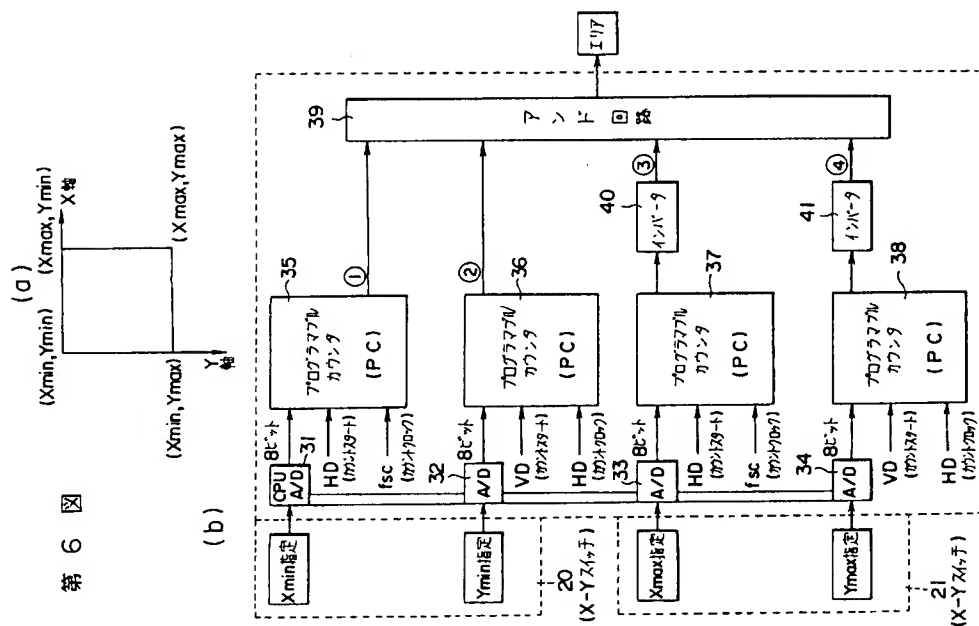 第 6 図
(a)
(Xmin,Ymin)
(Xmax,Ymin)
X軸
(Xmin,Ymax)
(Xmax,Ymax)
Y軸
(b)
Xmin指定
CPU
A/D
31
8ビット
HD
(カウントスタート)
fsc
(カウントクロック)
プログラマブル
カウンタ
(PC)
35
①
Ymin指定
A/D
32
8ビット
VD
(カウントスタート)
HD
(カウントクロック)
プログラマブル
カウンタ
(PC)
36
②
20
(X-Yスイッチ)
Xmax指定
A/D
33
8ビット
HD
(カウントスタート)
fsc
(カウントクロック)
プログラマブル
カウンタ
(PC)
37
インバータ
40
③
Ymax指定
A/D
34
8ビット
VD
(カウントスタート)
HD
(カウントクロック)
プログラマブル
カウンタ
(PC)
38
インバータ
41
④
21
(X-Yスイッチ)
アンド回路
39
エリア